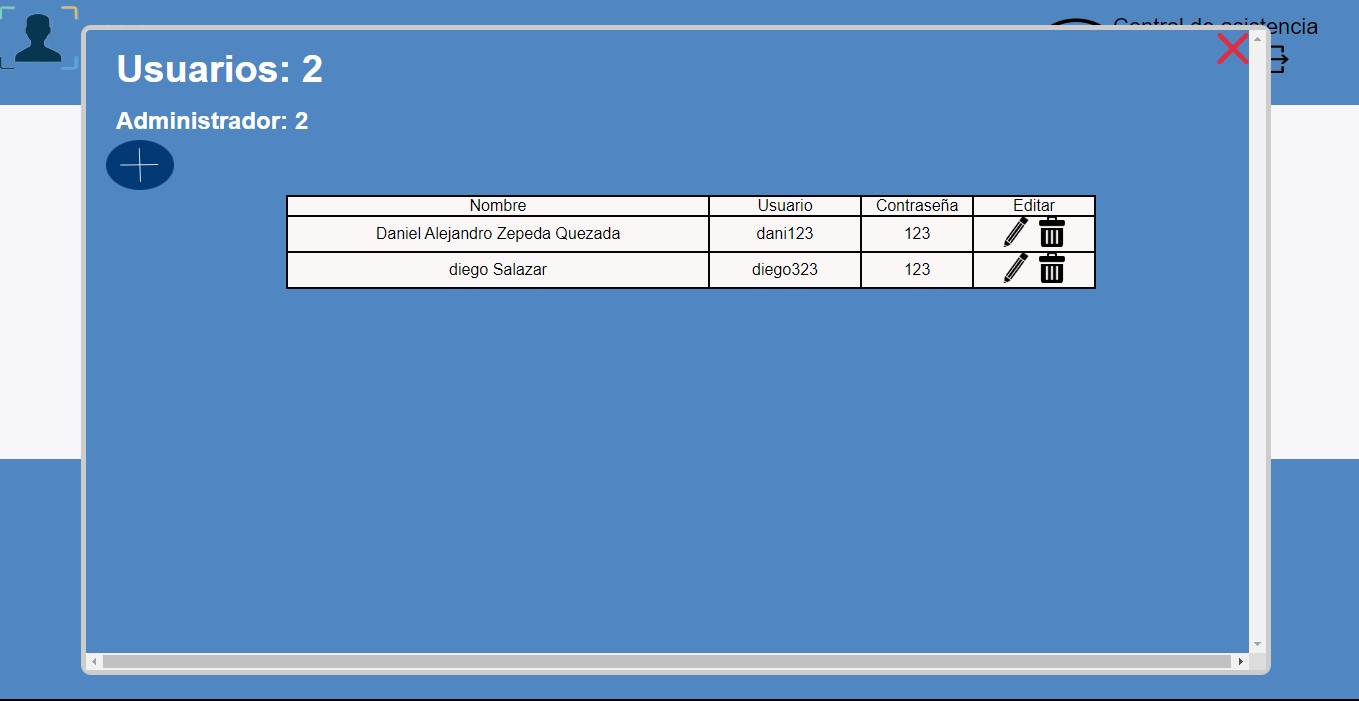 Control de asistencia
Usuarios: 2
Administrador: 2
Nombre Usuario Contraseña Editar
Daniel Alejandro Zepeda Quezada dani123 123
diego Salazar diego323 123